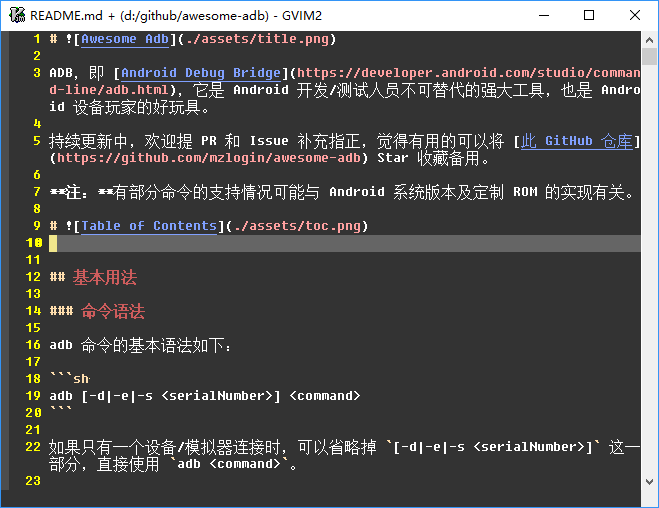 README.md + (d:/github/awesome-adb) - GVIM2
1 # ![Awesome Adb](./assets/title.png)
2
3 ADB，即 [Android Debug Bridge](https://developer.android.com/studio/comman
d-line/adb.html)，它是 Android 开发/测试人员不可替代的强大工具，也是 Andro
id 设备玩家的好玩具。
4
5 持续更新中，欢迎提 PR 和 Issue 补充指正，觉得有用的可以将 [此 GitHub 仓库]
(https://github.com/mzlogin/awesome-adb) Star 收藏备用。
6
7 **注：**有部分命令的支持情况可能与 Android 系统版本及定制 ROM 的实现有关。
8
9 # ![Table of Contents](./assets/toc.png)
10
11
12 ## 基本用法
13
14 ### 命令语法
15
16 adb 命令的基本语法如下：
17
18 ```sh
19 adb [-d|-e|-s <serialNumber>] <command>
20 ```
21
22 如果只有一个设备/模拟器连接时，可以省略掉 `[-d|-e|-s <serialNumber>]` 这一
部分，直接使用 `adb <command>`。
23